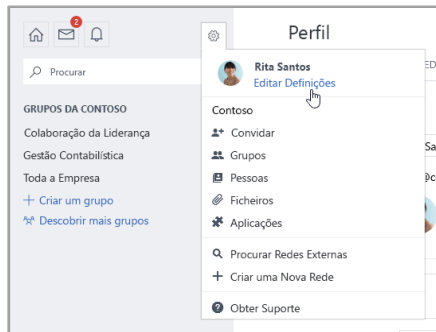 2
Perfil
Procurar
Rita Santos
Editar Definições
GRUPOS DA CONTOSO
Colaboração da Liderança
Gestão Contabilística
Toda a Empresa
+ Criar um grupo
Descobrir mais grupos
Contoso
Convidar
Grupos
Pessoas
Ficheiros
Aplicações
Procurar Redes Externas
+ Criar uma Nova Rede
Obter Suporte